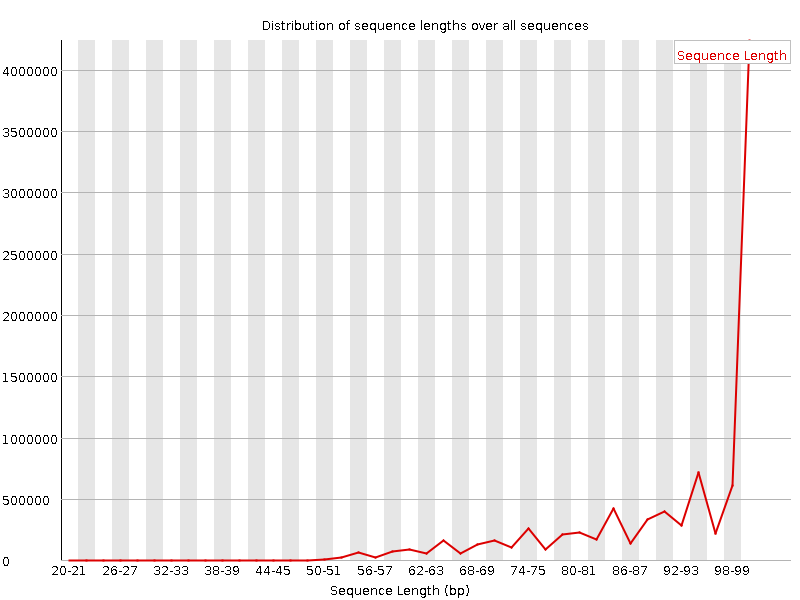 Distribution of sequence lengths over all sequences
Sequence Length
4000000
3500000
3000000
2500000
2000000
1500000
1000000
500000
0
20-21 26-27 32-33 38-39 44-45 50-51 56-57 62-63 68-69 74-75 80-81 86-87 92-93 98-99
Sequence Length (bp)